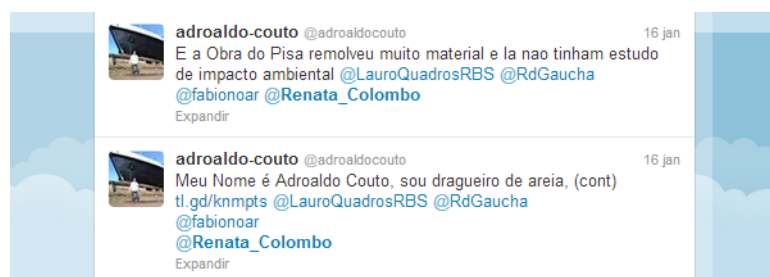 adroaldo-couto @adroaldocouto 16 jan
E a Obra do Pisa remolveu muito material e la nao tinham estudo
de impacto ambiental @LauroQuadrosRBS @RdGaucha
@fabionoar @Renata_Colombo
Expandir
adroaldo-couto @adroaldocouto 16 jan
Meu Nome é Adroaldo Couto, sou dragueiro de areia, (cont)
tl.gd/knmpts @LauroQuadrosRBS @RdGaucha
@fabionoar
@Renata_Colombo
Expandir